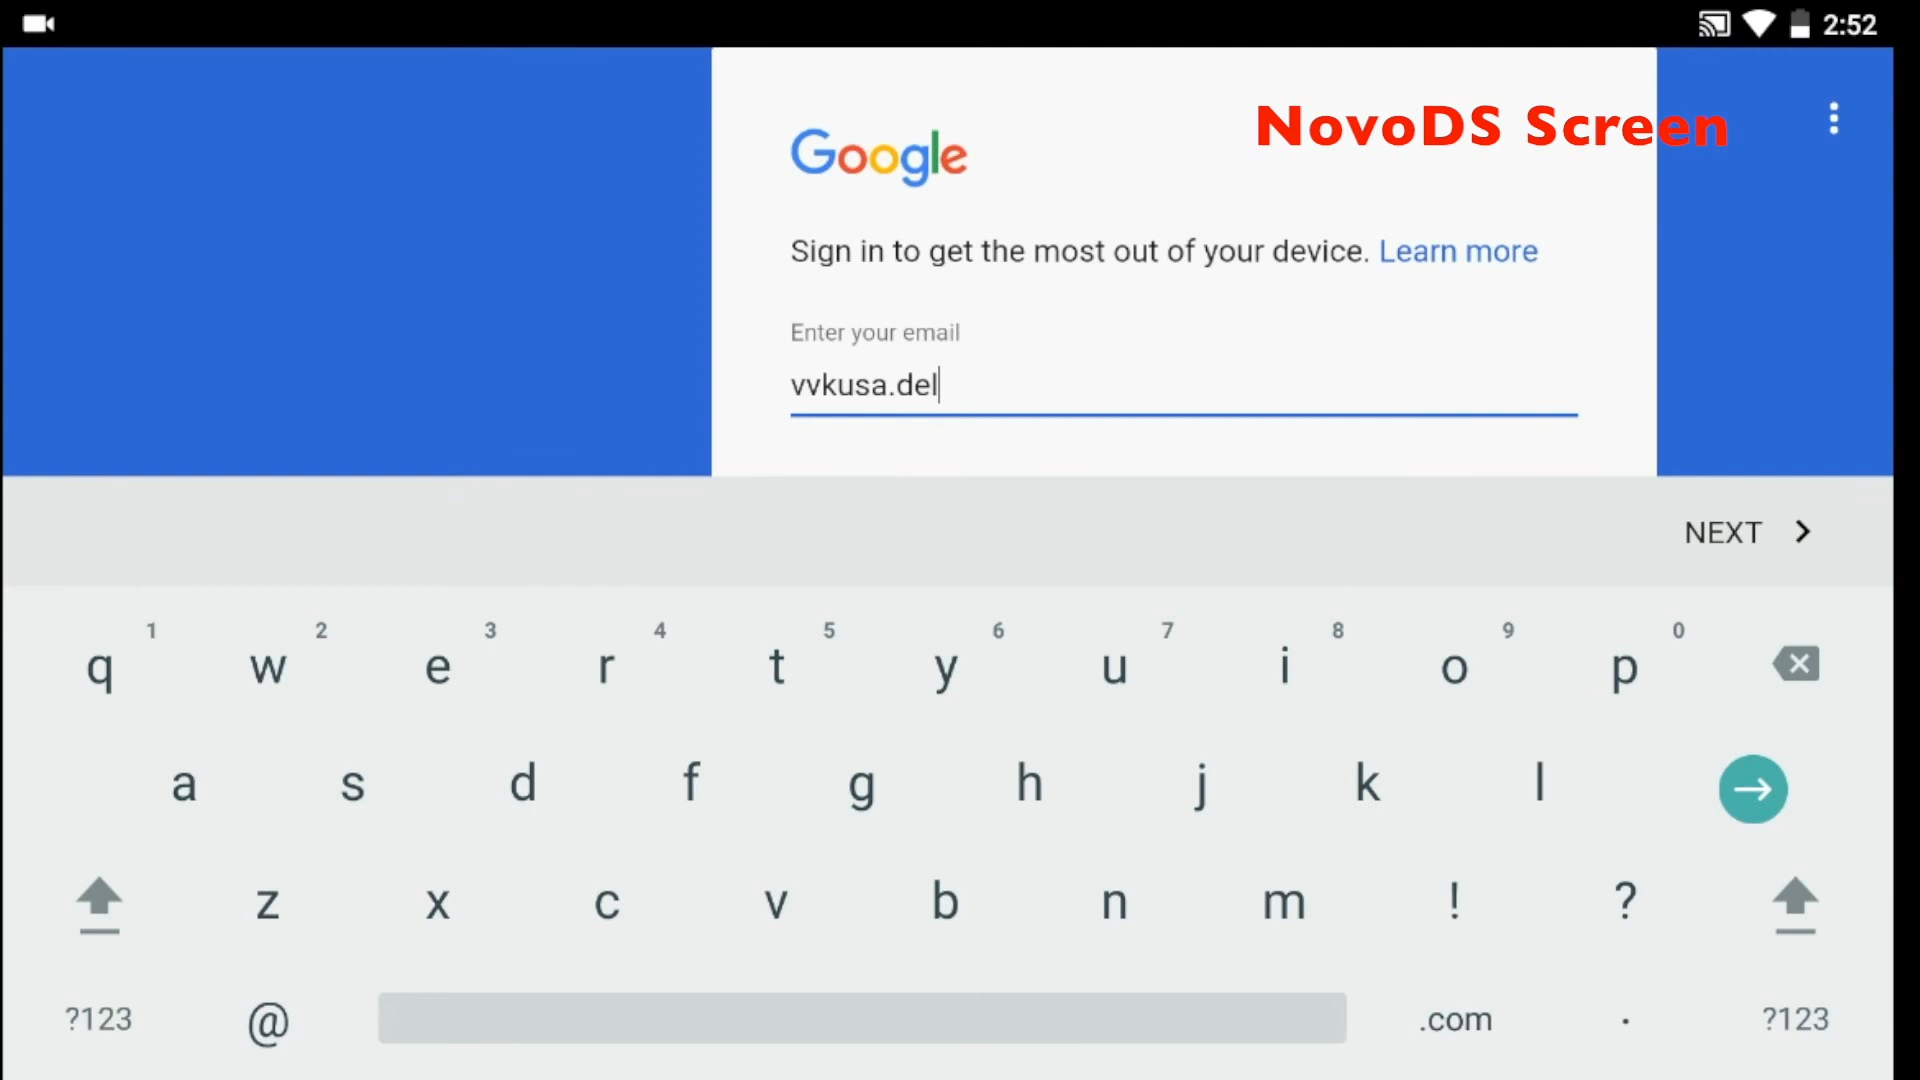 2:52
Google
NovoDS Screen
Sign in to get the most out of your device. Learn more
Enter your email
vvkusa.del
NEXT
1 2 3 4 5 6 7 8 9 0
q w e r t y u i o p
a s d f g h j k l
z x c v b n m ! ?
?123 @ .com . ?123